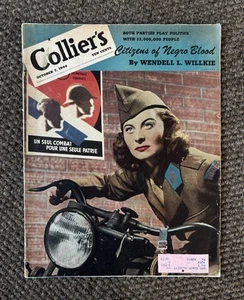 Collier's
TEN CENTS
OCTOBER 7, 1944
BOTH PARTIES PLAY POLITICS
WITH 13,000,000 PEOPLE
Citizens of Negro Blood
By WENDELL L. WILLKIE
UN SEUL COMBAT
POUR UNE SEULE PATRIE